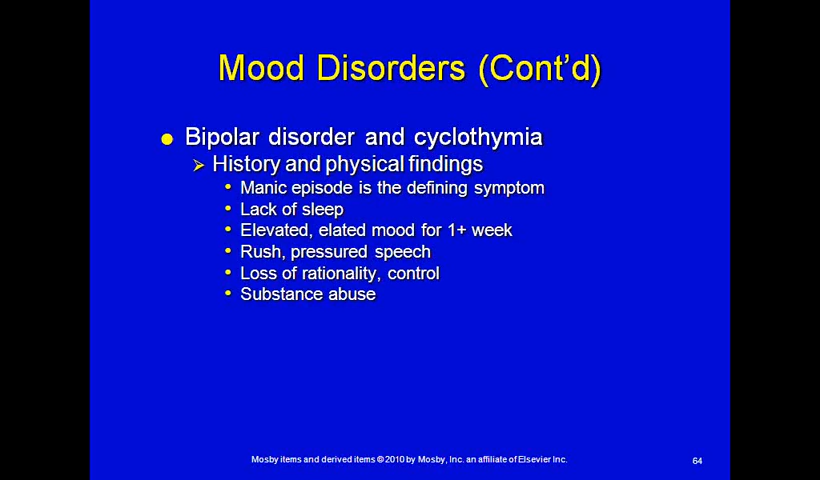 Mood Disorders (Cont’d)
Bipolar disorder and cyclothymia
History and physical findings
Manic episode is the defining symptom
Lack of sleep
Elevated, elated mood for 1+ week
Rush, pressured speech
Loss of rationality, control
Substance abuse
Mosby items and derived items © 2010 by Mosby, Inc. an affiliate of Elsevier Inc.
64